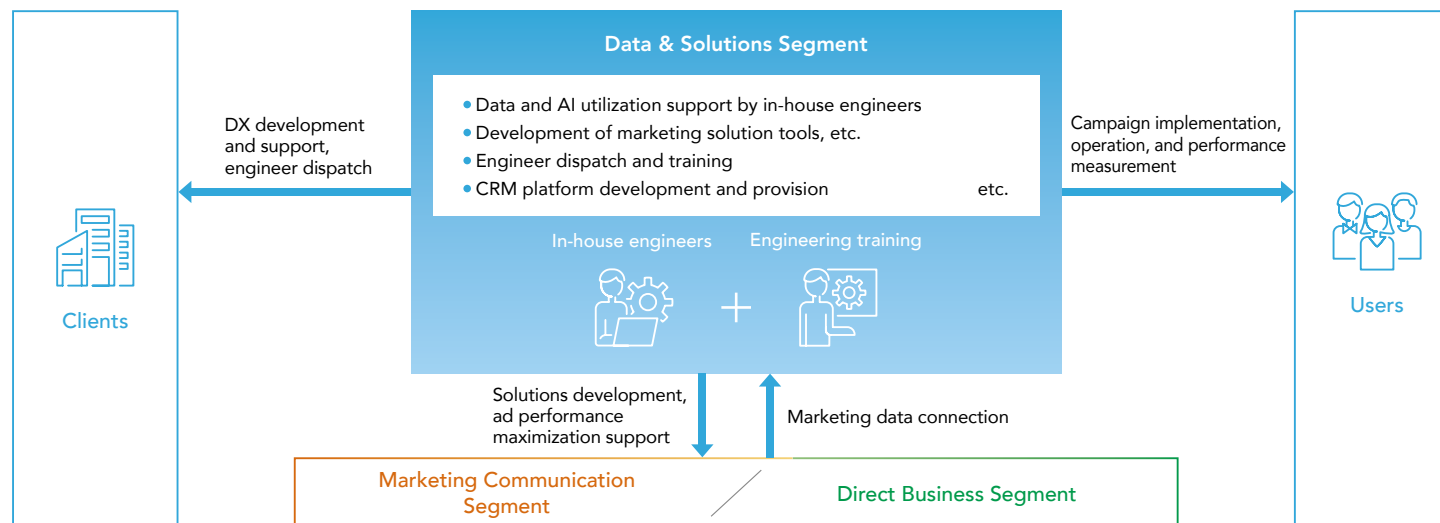 Data & Solutions Segment
• Data and AI utilization support by in-house engineers
• Development of marketing solution tools, etc.
• Engineer dispatch and training
• CRM platform development and provision etc.
In-house engineers
Engineering training
DX development
and support,
engineer dispatch
Clients
Campaign implementation,
operation, and performance
measurement
Users
Solutions development,
ad performance
maximization support
Marketing data connection
Marketing Communication
Segment
Direct Business Segment